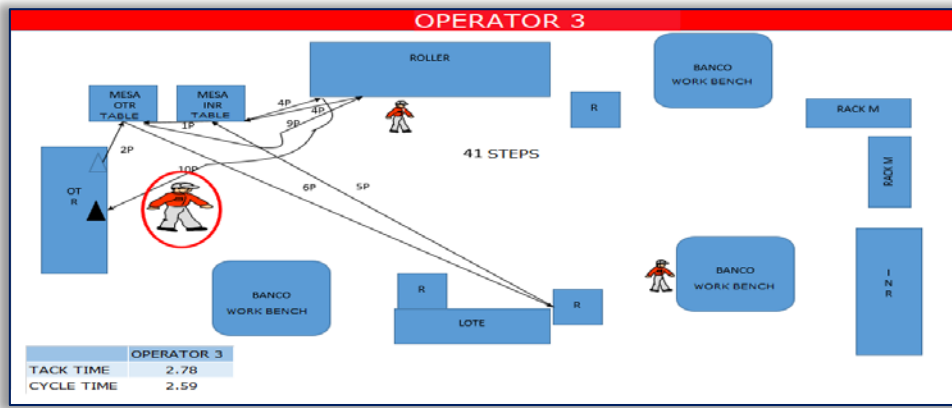 OPERATOR 3
ROLLER
BANCO
WORK BENCH
MESA
OTR
TABLE
MESA
INR
TABLE
R
RACK M
4P
4P
9P
1P
2P
10P
41 STEPS
RACK M
OT
R
6P
5P
BANCO
WORK BENCH
I
N
R
BANCO
WORK BENCH
R
R
LOTE
OPERATOR 3
TACK TIME 2.78
CYCLE TIME 2.59